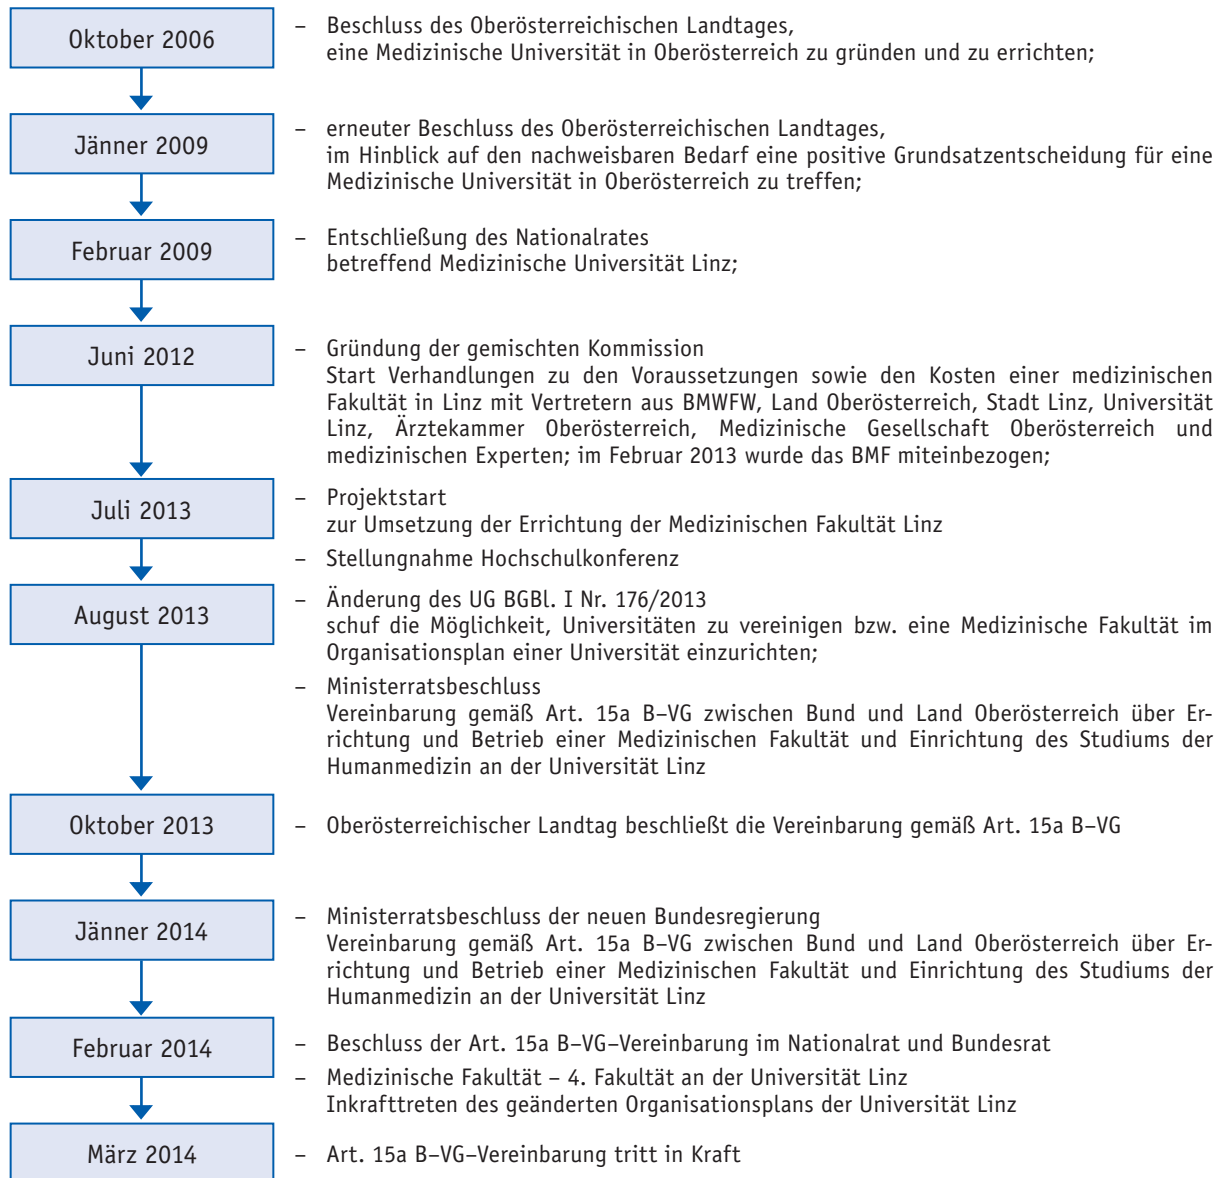 Oktober 2006
– Beschluss des Oberösterreichischen Landtages,
eine Medizinische Universität in Oberösterreich zu gründen und zu errichten;
Jänner 2009
– erneuter Beschluss des Oberösterreichischen Landtages,
im Hinblick auf den nachweisbaren Bedarf eine positive Grundsatzentscheidung für eine
Medizinische Universität in Oberösterreich zu treffen;
Februar 2009
– Entschließung des Nationalrates
betreffend Medizinische Universität Linz;
Juni 2012
– Gründung der gemischten Kommission
Start Verhandlungen zu den Voraussetzungen sowie den Kosten einer medizinischen
Fakultät in Linz mit Vertretern aus BMWFW, Land Oberösterreich, Stadt Linz, Universität
Linz, Ärztekammer Oberösterreich, Medizinische Gesellschaft Oberösterreich und
medizinischen Experten; im Februar 2013 wurde das BMF miteinbezogen;
Juli 2013
– Projektstart
zur Umsetzung der Errichtung der Medizinischen Fakultät Linz
– Stellungnahme Hochschulkonferenz
August 2013
– Änderung des UG BGBl. I Nr. 176/2013
schuf die Möglichkeit, Universitäten zu vereinigen bzw. eine Medizinische Fakultät im
Organisationsplan einer Universität einzurichten;
– Ministerratsbeschluss
Vereinbarung gemäß Art. 15a B–VG zwischen Bund und Land Oberösterreich über Er-
richtung und Betrieb einer Medizinischen Fakultät und Einrichtung des Studiums der
Humanmedizin an der Universität Linz
Oktober 2013
– Oberösterreichischer Landtag beschließt die Vereinbarung gemäß Art. 15a B–VG
Jänner 2014
– Ministerratsbeschluss der neuen Bundesregierung
Vereinbarung gemäß Art. 15a B–VG zwischen Bund und Land Oberösterreich über Er-
richtung und Betrieb einer Medizinischen Fakultät und Einrichtung des Studiums der
Humanmedizin an der Universität Linz
Februar 2014
– Beschluss der Art. 15a B–VG–Vereinbarung im Nationalrat und Bundesrat
– Medizinische Fakultät – 4. Fakultät an der Universität Linz
Inkrafttreten des geänderten Organisationsplans der Universität Linz
März 2014
– Art. 15a B–VG–Vereinbarung tritt in Kraft